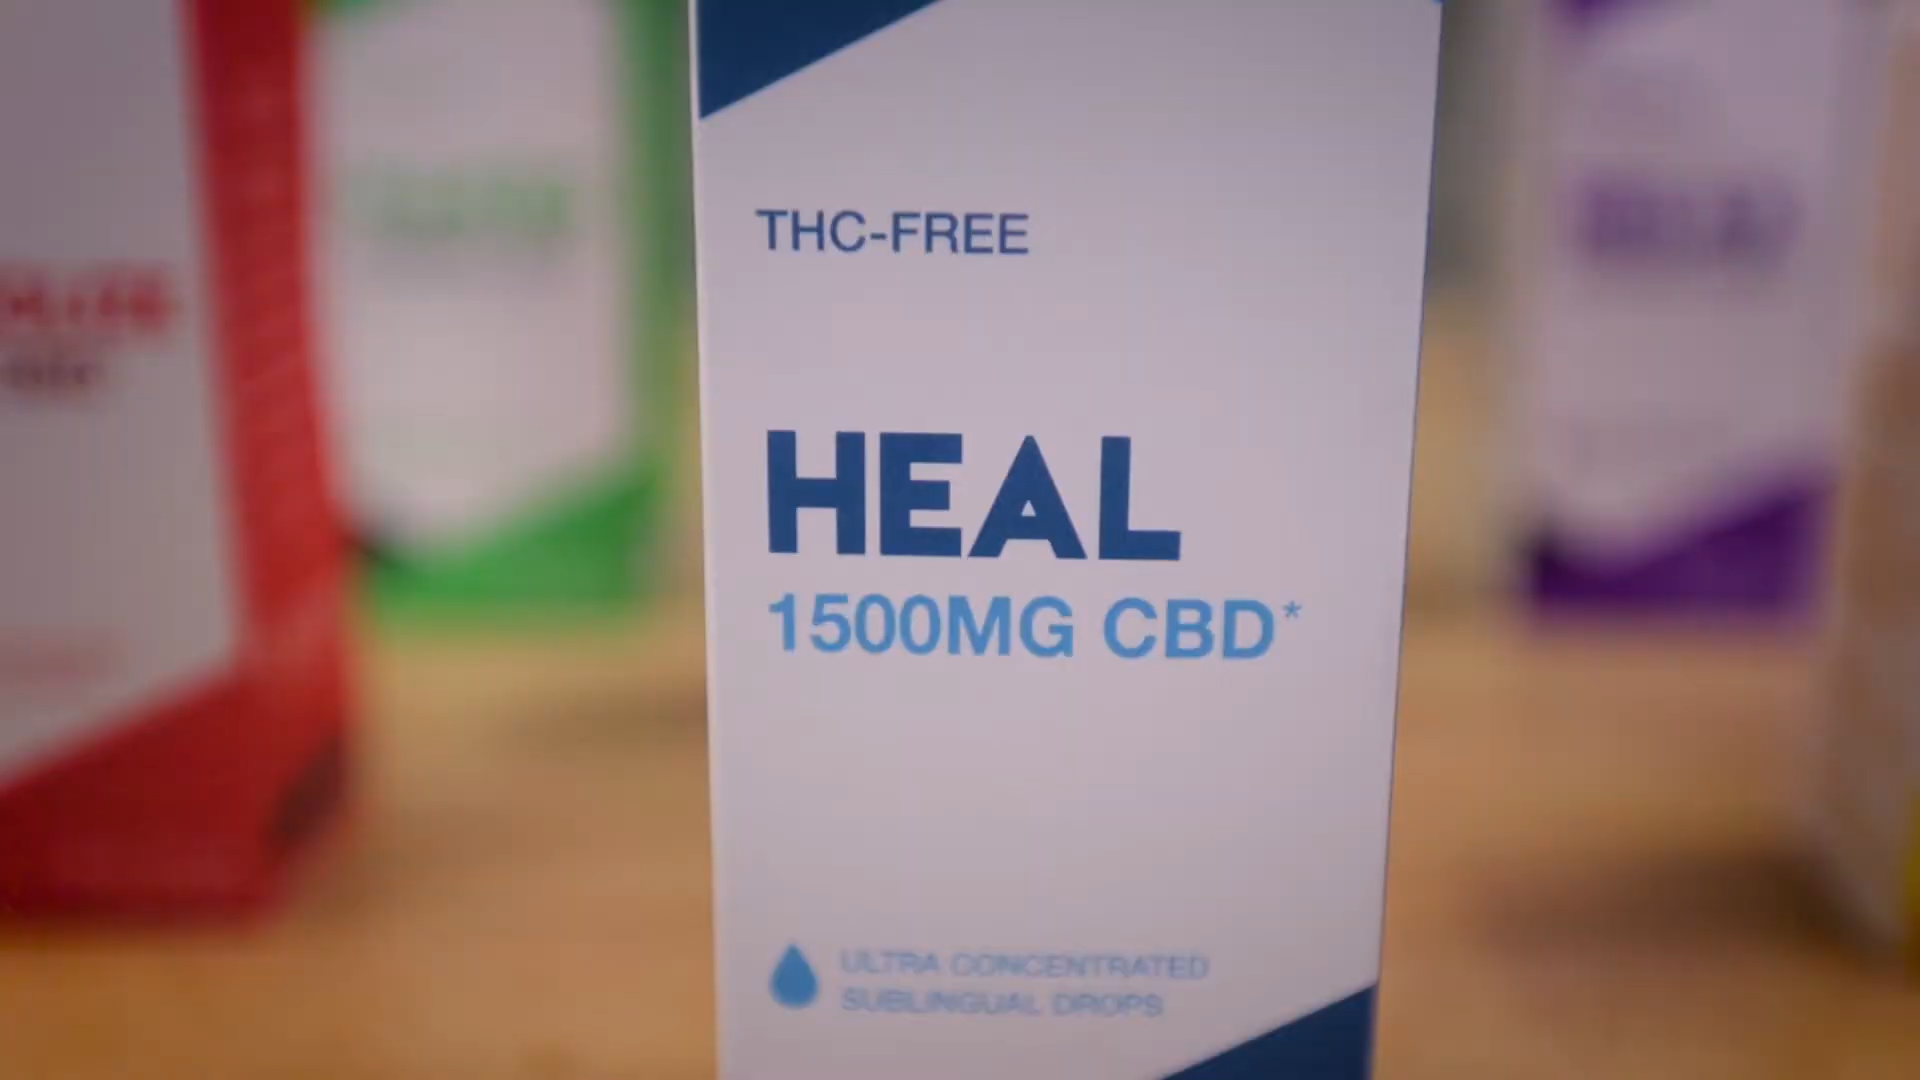 THC-FREE
HEAL
1500MG CBD*
ULTRA CONCENTRATED
SUBLINGUAL DROPS